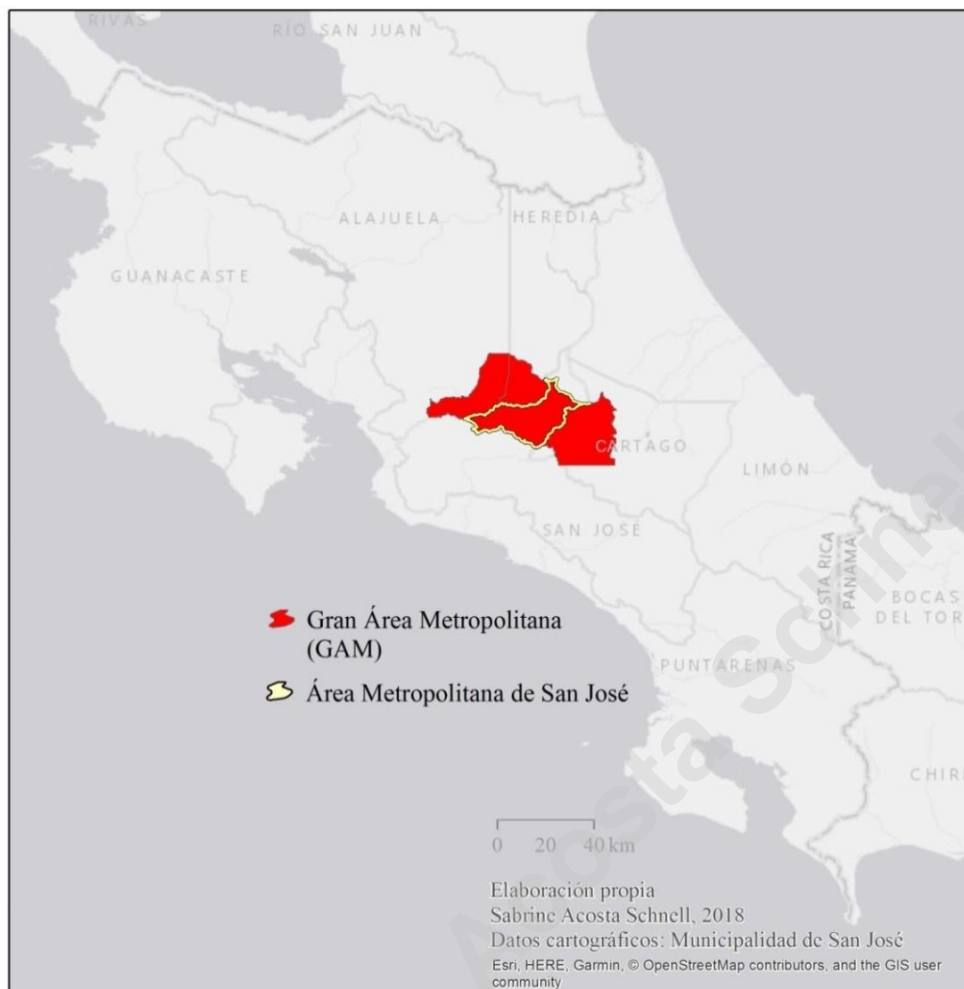 RIVAS
RÍO SAN JUAN
ALAJUELA
HEREDIA
GUANACASTE
CARTAGO
LIMÓN
SAN JOSÉ
COSTA RICA
PANAMÁ
BOCAS
DEL TOR
Gran Área Metropolitana
(GAM)
PUNTARENAS
Área Metropolitana de San José
CHIRI
0 20 40 km
Elaboración propia
Sabrine Acosta Schnell, 2018
Datos cartográficos: Municipalidad de San José
Esri, HERE, Garmin, © OpenStreetMap contributors, and the GIS user
community
Acosta Schnell